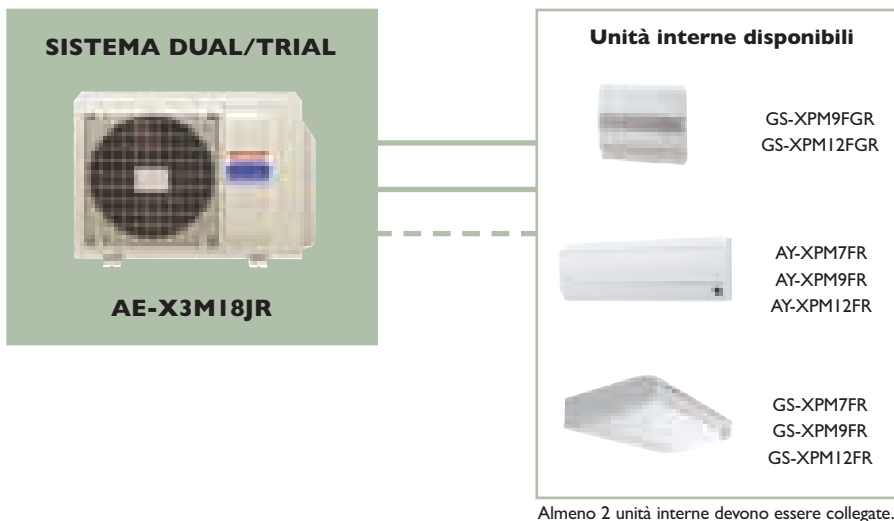 SISTEMA DUAL/TRIAL
AE-X3M18JR
Unità interne disponibili
GS-XPM9FGR
GS-XPM12FGR
AY-XPM7FR
AY-XPM9FR
AY-XPM12FR
GS-XPM7FR
GS-XPM9FR
GS-XPM12FR
Almeno 2 unità interne devono essere collegate.